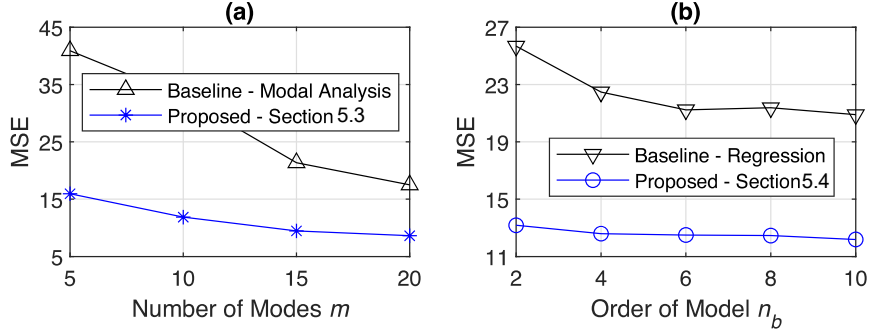 (a)
45
35
25
15
5
MSE
Baseline - Modal Analysis
Proposed - Section 5.3
5
10
15
20
Number of Modes m
(b)
27
23
19
15
11
MSE
Baseline - Regression
Proposed - Section5.4
2
4
6
8
10
Order of Model n_b